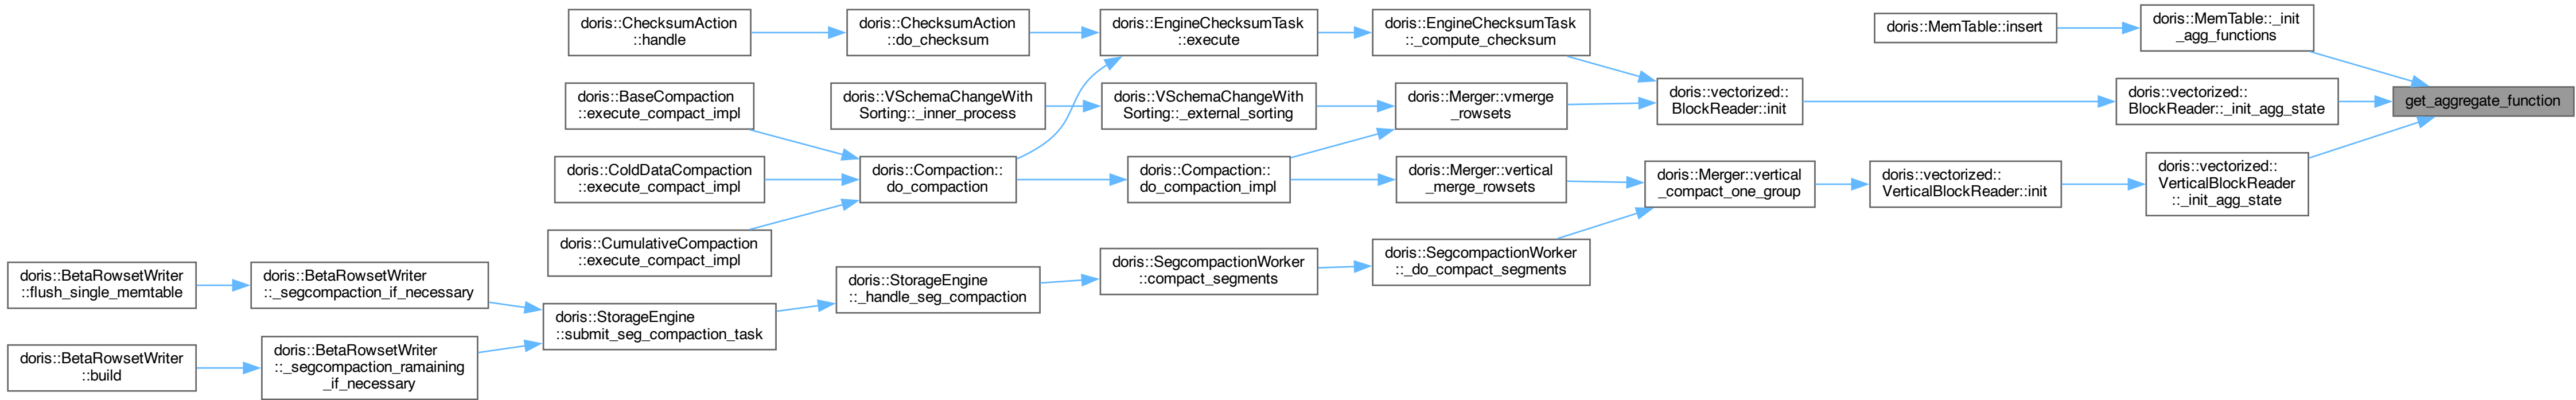 doris::ChecksumAction
::handle
doris::ChecksumAction
::do_checksum
doris::EngineChecksumTask
::execute
doris::EngineChecksumTask
::_compute_checksum
doris::MemTable::insert
doris::MemTable::_init
_agg_functions
doris::BaseCompaction
::execute_compact_impl
doris::VSchemaChangeWith
Sorting::_inner_process
doris::VSchemaChangeWith
Sorting::_external_sorting
doris::Merger::vmerge
_rowsets
doris::vectorized::
BlockReader::init
doris::vectorized::
BlockReader::_init_agg_state
get_aggregate_function
doris::ColdDataCompaction
::execute_compact_impl
doris::Compaction::
do_compaction
doris::Compaction::
do_compaction_impl
doris::Merger::vertical
_merge_rowsets
doris::Merger::vertical
_compact_one_group
doris::vectorized::
VerticalBlockReader::init
doris::vectorized::
VerticalBlockReader
::_init_agg_state
doris::CumulativeCompaction
::execute_compact_impl
doris::BetaRowsetWriter
::flush_single_memtable
doris::BetaRowsetWriter
::_segcompaction_if_necessary
doris::StorageEngine
::_handle_seg_compaction
doris::SegcompactionWorker
::compact_segments
doris::SegcompactionWorker
::_do_compact_segments
doris::StorageEngine
::submit_seg_compaction_task
doris::BetaRowsetWriter
::build
doris::BetaRowsetWriter
::_segcompaction_ramaining
_if_necessary